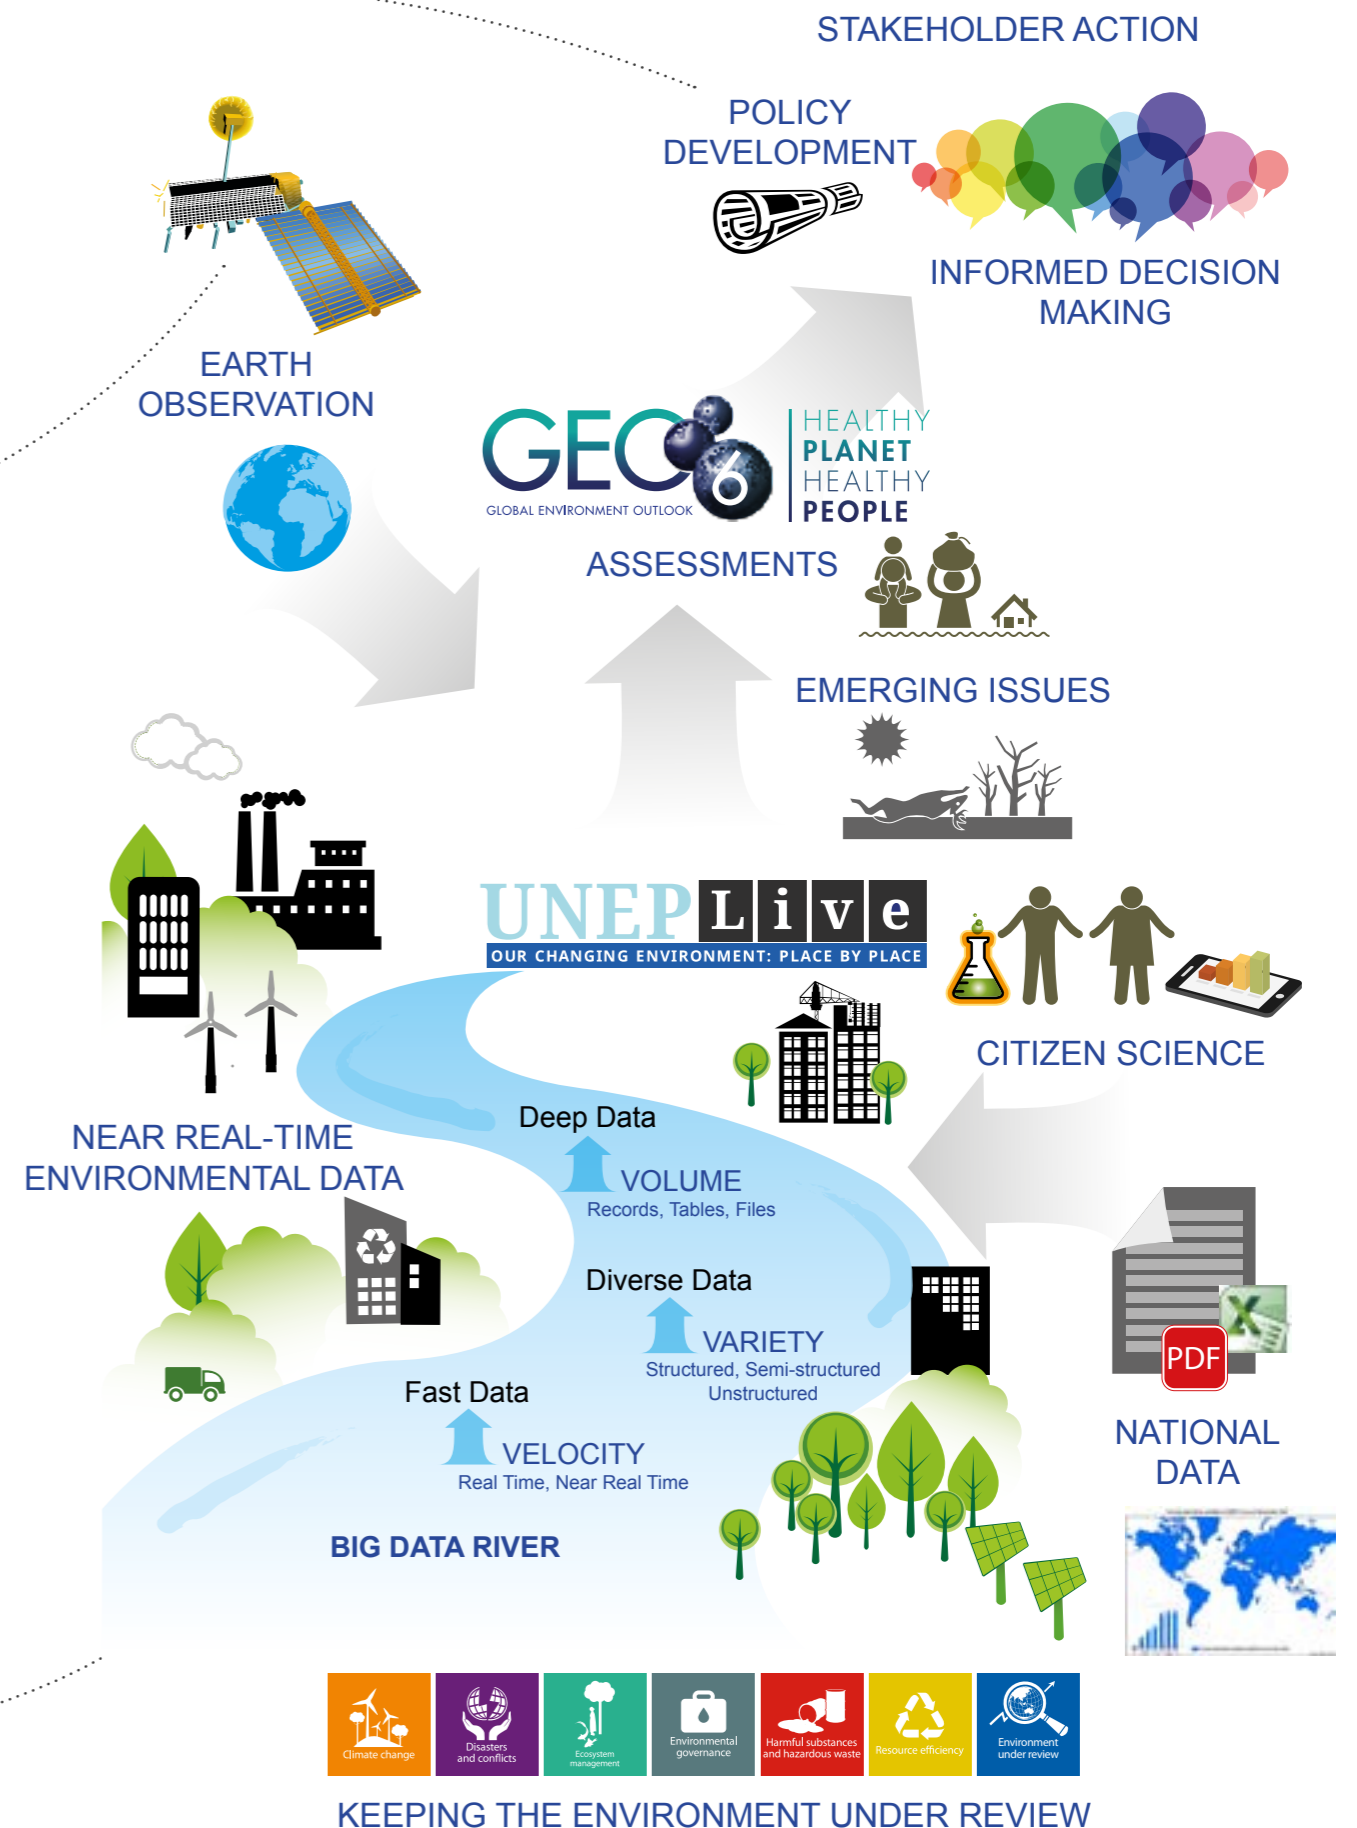 STAKEHOLDER ACTION
POLICY
DEVELOPMENT
INFORMED DECISION
MAKING
EARTH
OBSERVATION
GEO
6
GLOBAL ENVIRONMENT OUTLOOK
HEALTHY
PLANET
HEALTHY
PEOPLE
ASSESSMENTS
EMERGING ISSUES
UNEP Live
OUR CHANGING ENVIRONMENT: PLACE BY PLACE
CITIZEN SCIENCE
NEAR REAL-TIME
ENVIRONMENTAL DATA
Deep Data
VOLUME
Records, Tables, Files
Diverse Data
VARIETY
Structured, Semi-structured
Unstructured
Fast Data
VELOCITY
Real Time, Near Real Time
BIG DATA RIVER
X
PDF
NATIONAL
DATA
Climate change
Disasters
and conflicts
Ecosystem
management
Environmental
governance
Harmful substances
and hazardous waste
Resource efficiency
Environment
under review
KEEPING THE ENVIRONMENT UNDER REVIEW